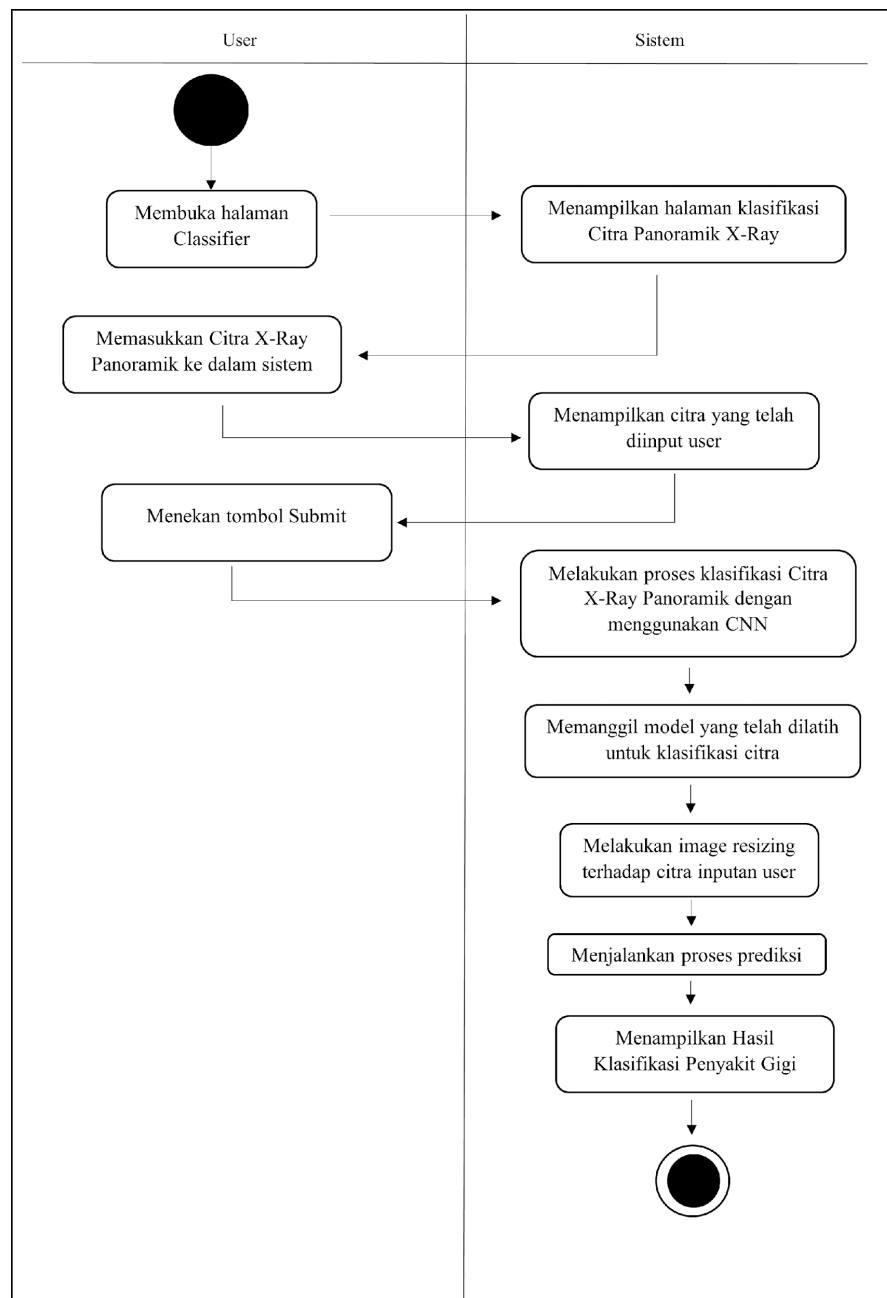 User
Sistem
Membuka halaman
Classifier
Menampilkan halaman klasifikasi
Citra Panoramik X-Ray
Memasukkan Citra X-Ray
Panoramik ke dalam sistem
Menampilkan citra yang telah
diinput user
Menekan tombol Submit
Melakukan proses klasifikasi Citra
X-Ray Panoramik dengan
menggunakan CNN
Memanggil model yang telah dilatih
untuk klasifikasi citra
Melakukan image resizing
terhadap citra inputan user
Menjalankan proses prediksi
Menampilkan Hasil
Klasifikasi Penyakit Gigi